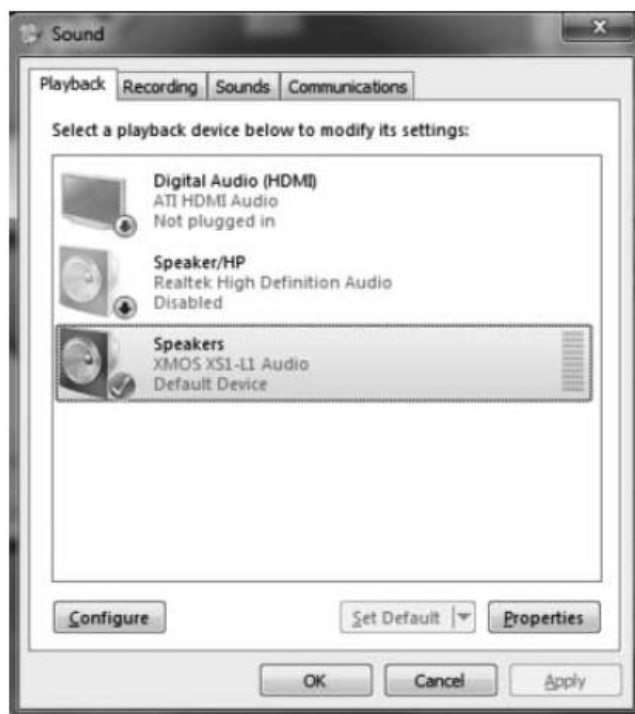 Sound
Playback Recording Sounds Communications
Select a playback device below to modify its settings:
Digital Audio (HDMI)
ATI HDMI Audio
Not plugged in
Speaker/HP
Realtek High Definition Audio
Disabled
Speakers
XMOS XS1-L1 Audio
Default Device
Configure Set Default Properties
OK Cancel Apply